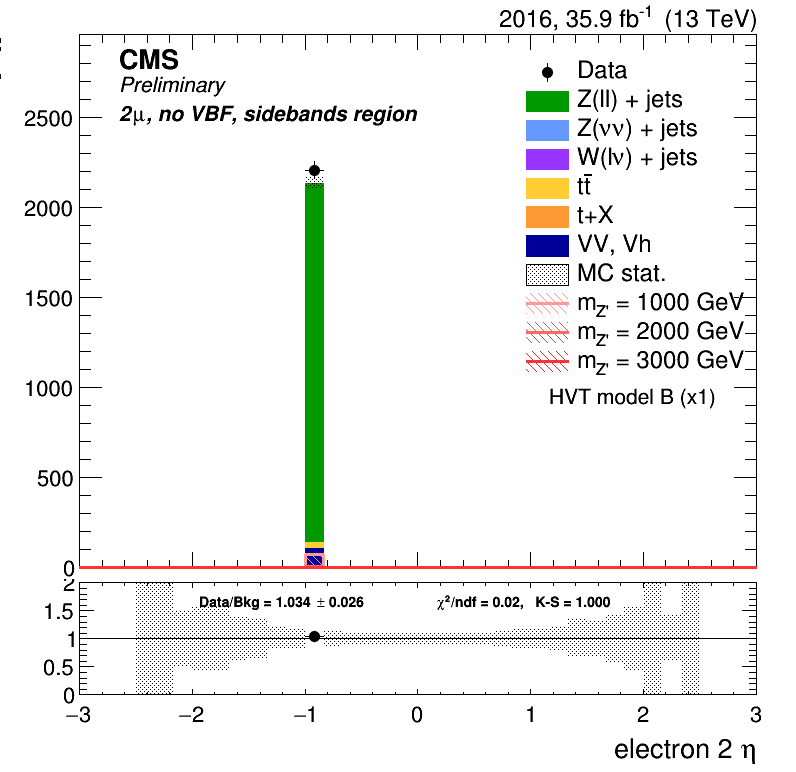 2016, 35.9 fb⁻¹ (13 TeV)
CMS
Preliminary
2μ, no VBF, sidebands region
Data
Z(ll) + jets
Z(νν) + jets
W(lν) + jets
tt̄
t+X
VV, Vh
MC stat.
m_Z' = 1000 GeV
m_Z' = 2000 GeV
m_Z' = 3000 GeV
HVT model B (x1)
2500
2000
1500
1000
500
0
Data/Bkg = 1.034 ± 0.026
χ²/ndf = 0.02, K-S = 1.000
2
1.5
1
0.5
0
−3 −2 −1 0 1 2 3
electron 2 η